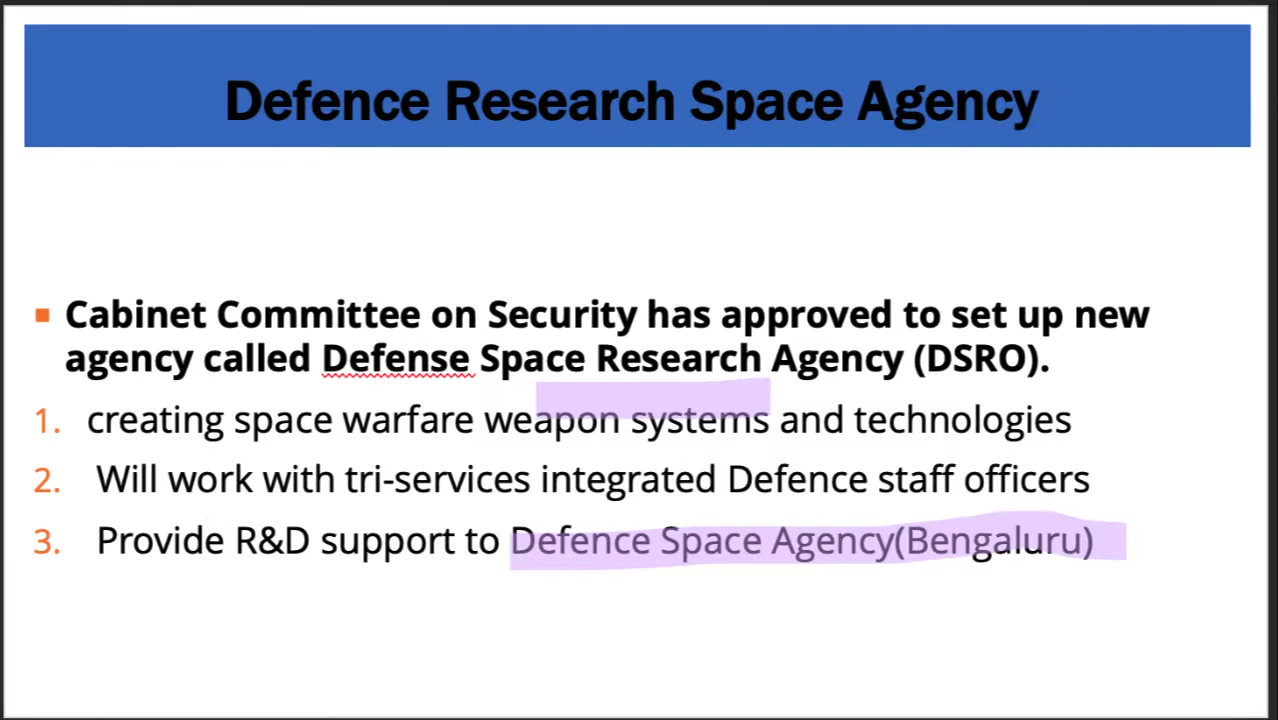 Defence Research Space Agency
Cabinet Committee on Security has approved to set up new
agency called Defense Space Research Agency (DSRO).
1. creating space warfare weapon systems and technologies
2. Will work with tri-services integrated Defence staff officers
3. Provide R&D support to Defence Space Agency(Bengaluru)